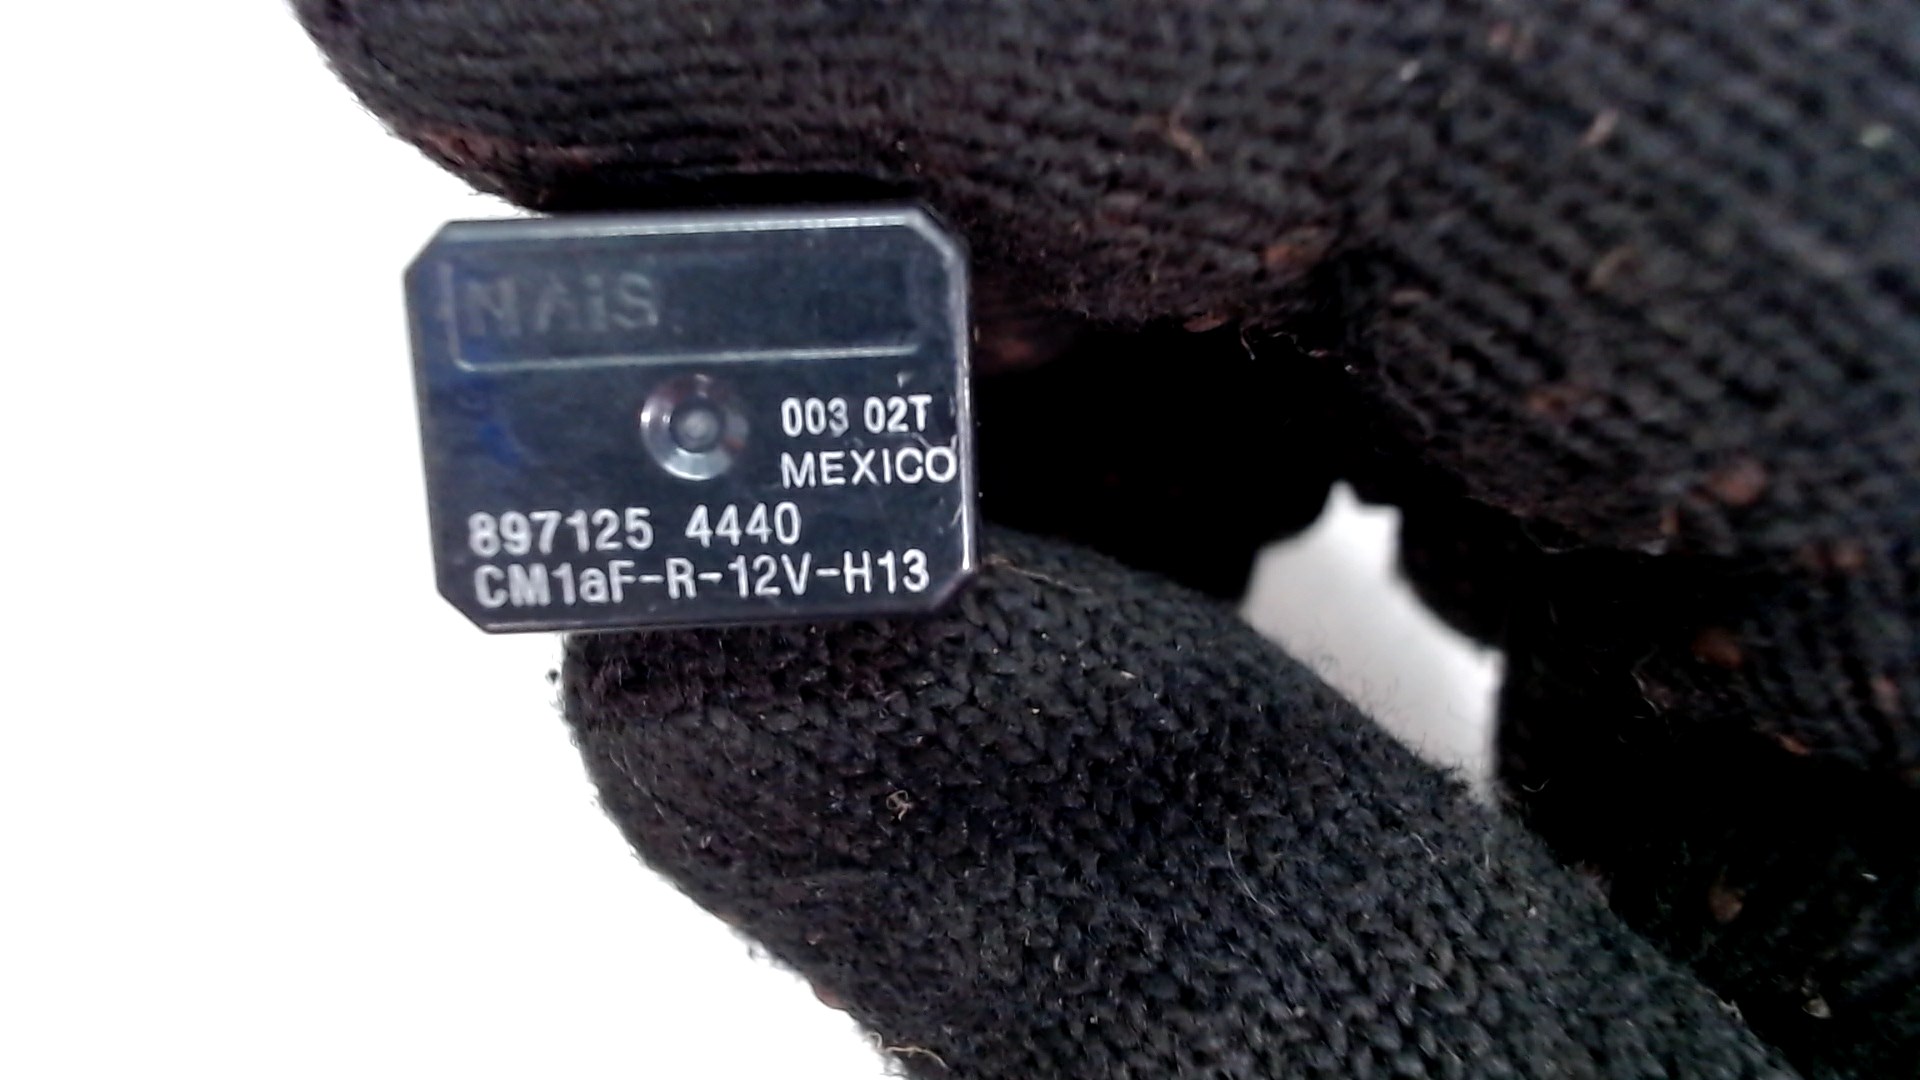 NAiS
003 02T
MEXICO
897125 4440
CM1aF-R-12V-H13